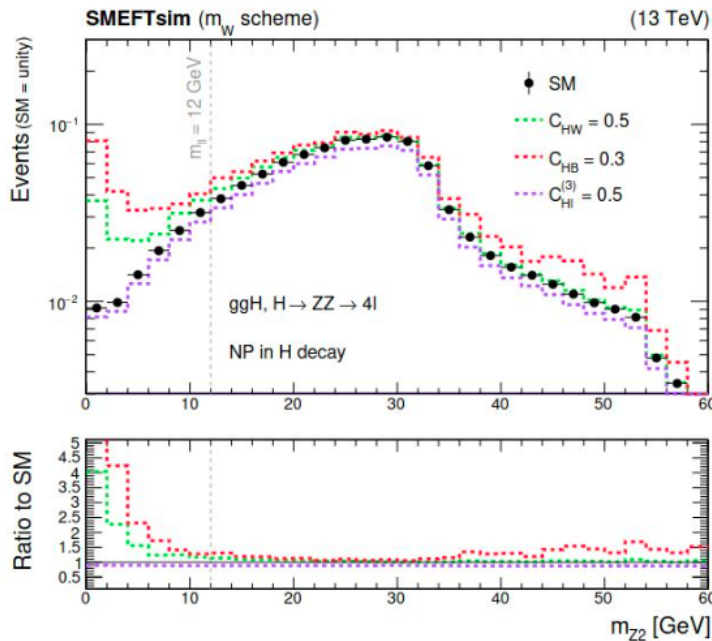 SMEFTsim (m_W scheme) (13 TeV)
Events (SM = unity)
10^-1
10^-2
m_ll = 12 GeV
SM
C_HW = 0.5
C_HB = 0.3
C_Hl^(3) = 0.5
ggH, H → ZZ → 4l
NP in H decay
0 10 20 30 40 50 60
Ratio to SM
5
4.5
4
3.5
3
2.5
2
1.5
1
0.5
0 10 20 30 40 50 60
m_Z2 [GeV]